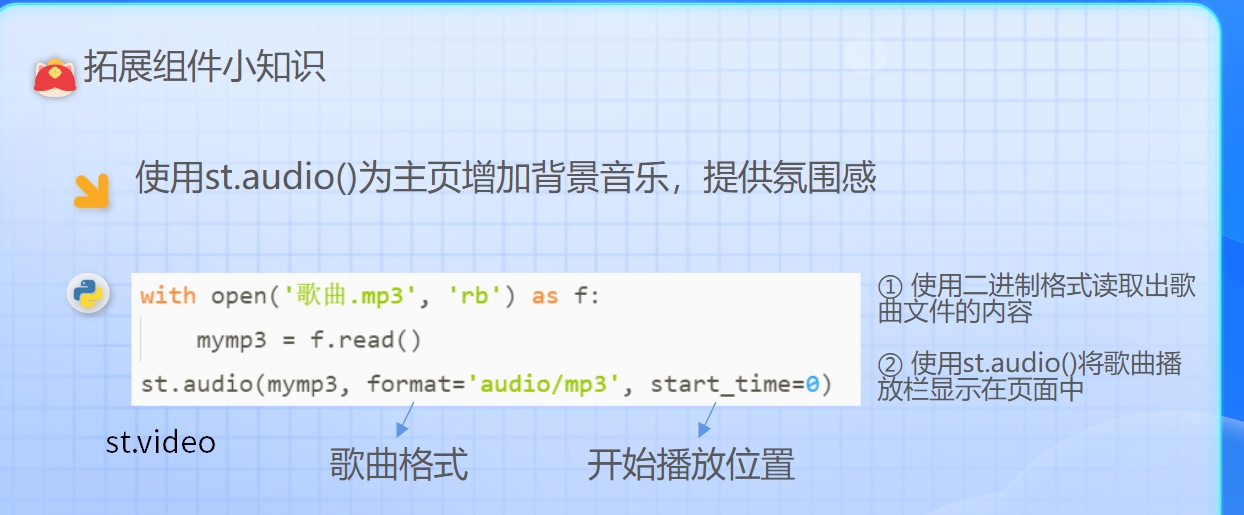 拓展组件小知识
使用st.audio()为主页增加背景音乐，提供氛围感
with open('歌曲.mp3', 'rb') as f:
    mymp3 = f.read()
st.audio(mymp3, format='audio/mp3', start_time=0)
① 使用二进制格式读取出歌
曲文件的内容
② 使用st.audio()将歌曲播
放栏显示在页面中
st.video
歌曲格式
开始播放位置